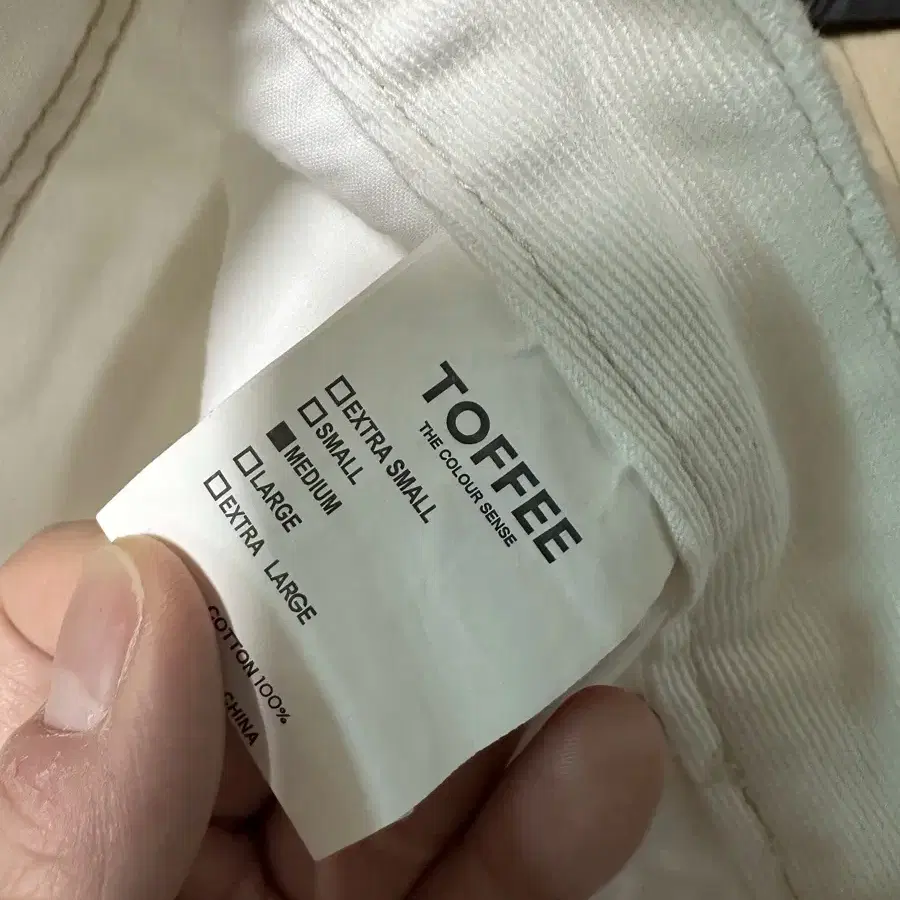 TOFFEE
THE COLOUR SENSE
EXTRA SMALL
SMALL
MEDIUM
LARGE
EXTRA LARGE
COTTON 100%
CHINA